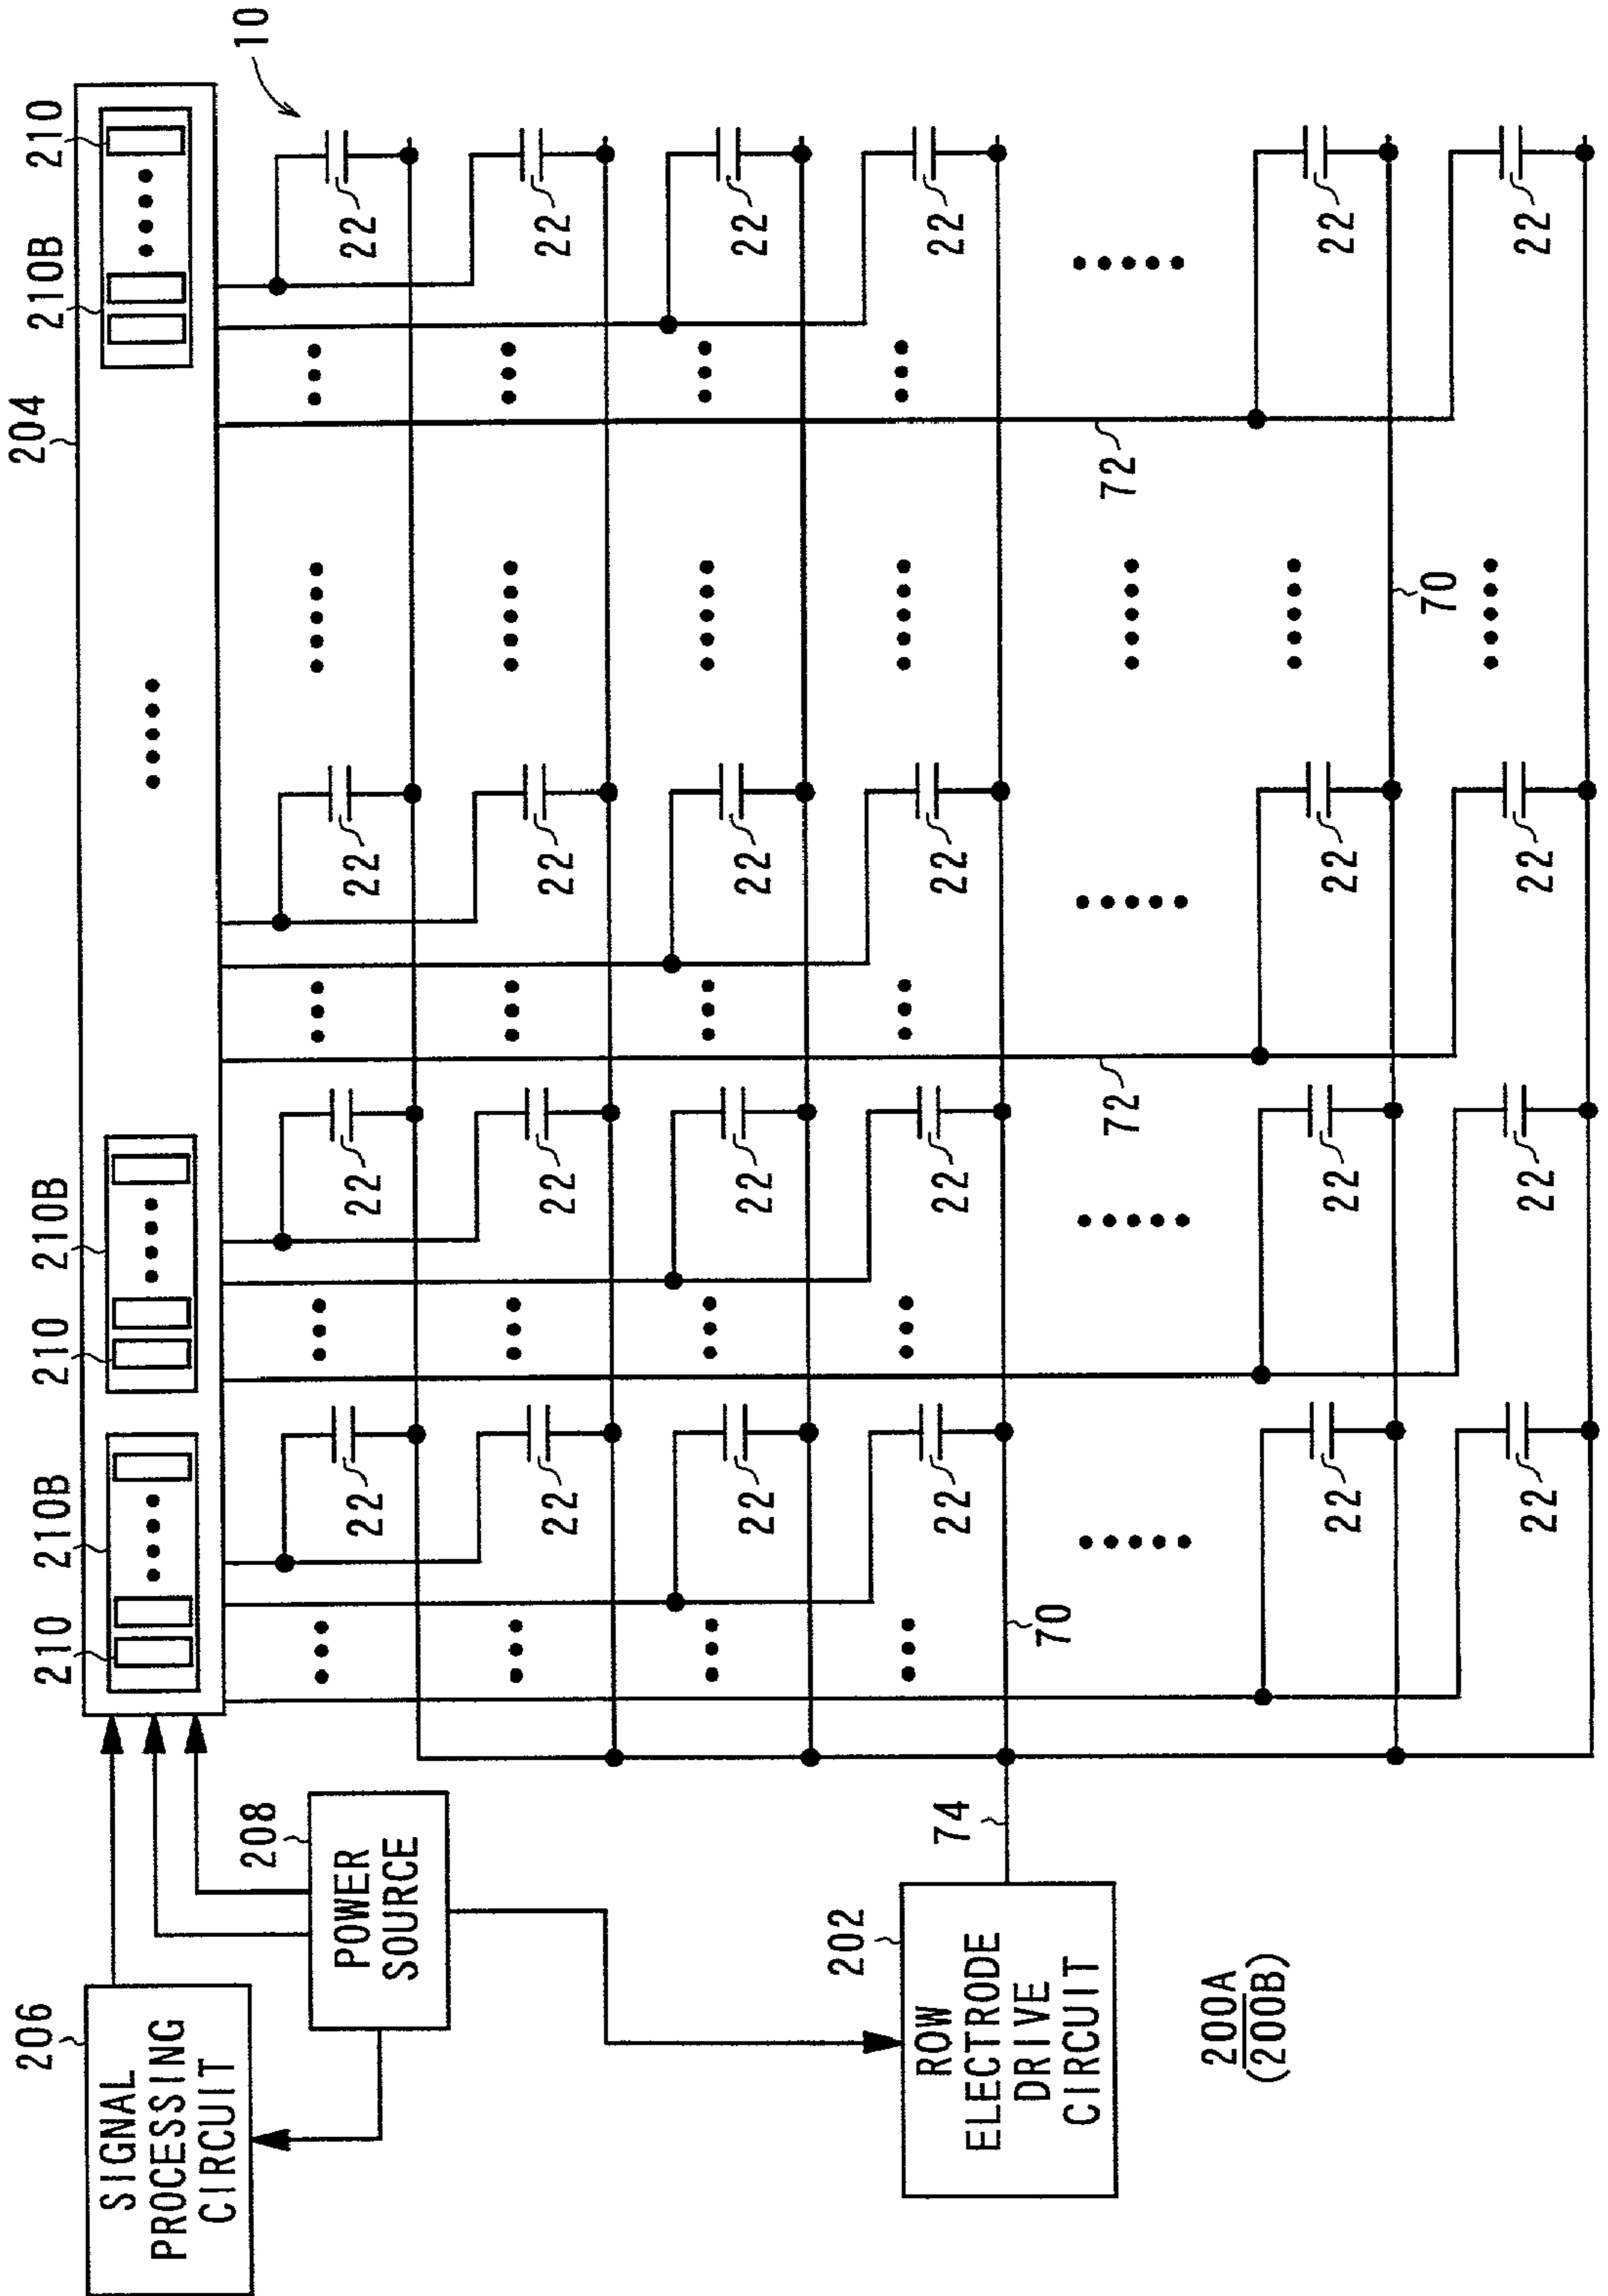 204
206
210
210B
210
210B
210B
210
SIGNAL
PROCESSING
CIRCUIT
208
10
POWER
SOURCE
22 22 22 22
22 22 22 22
22 22 22 22
202
74
22 22 22 22
ROW
ELECTRODE
DRIVE
CIRCUIT
70
72
72
200A
(200B)
22 22 22 22
70
22 22 22 22